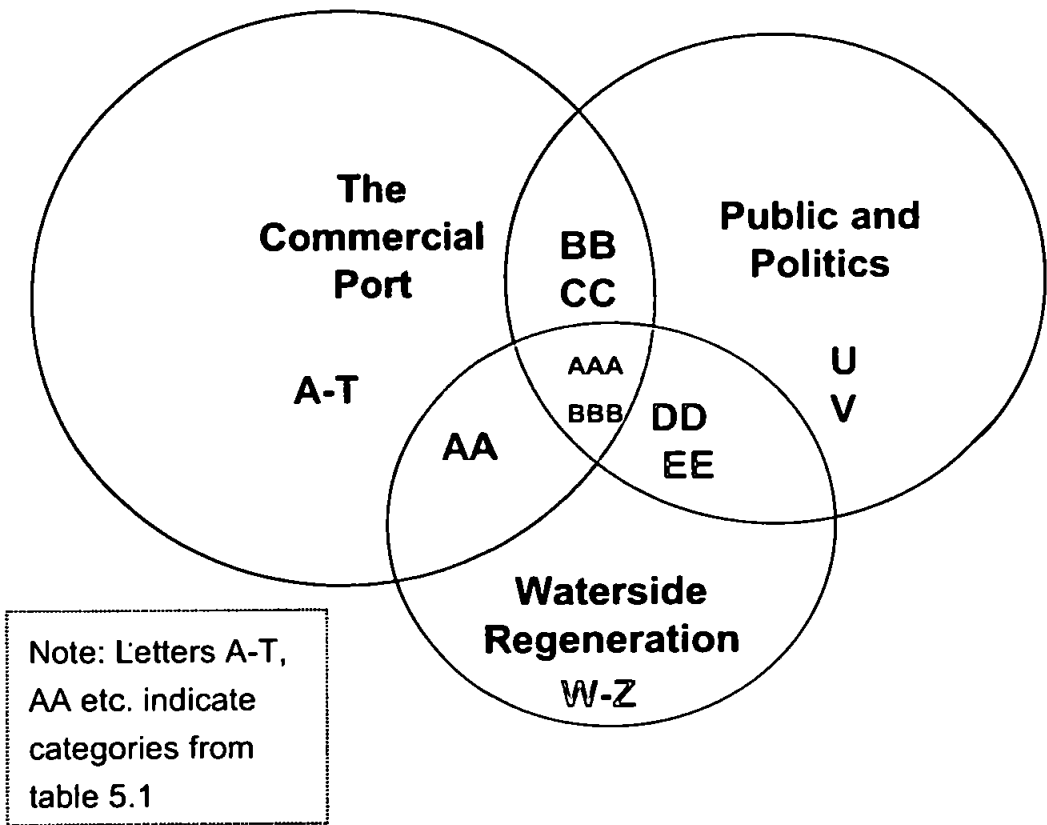 The
Commercial
Port
A-T
Public and
Politics
U
V
BB
CC
AAA
BBB
AA
DD
EE
Waterside
Regeneration
W-Z
Note: Letters A-T,
AA etc. indicate
categories from
table 5.1